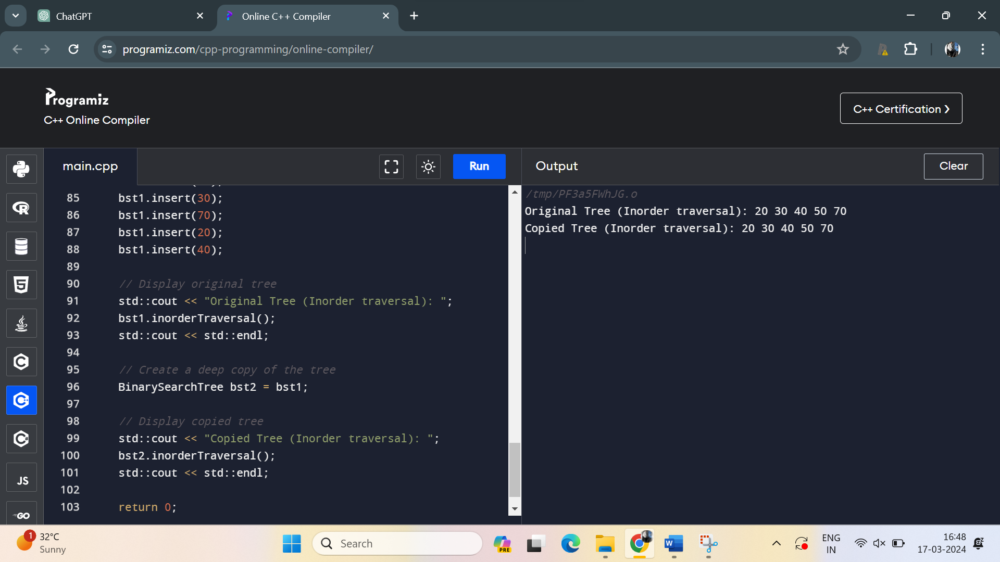 ChatGPT
Online C++ Compiler
programiz.com/cpp-programming/online-compiler/
Programiz
C++ Online Compiler
C++ Certification ❯
main.cpp
Run
Output
Clear
85 bst1.insert(30);
86 bst1.insert(70);
87 bst1.insert(20);
88 bst1.insert(40);
89
90 // Display original tree
91 std::cout << "Original Tree (Inorder traversal): ";
92 bst1.inorderTraversal();
93 std::cout << std::endl;
94
95 // Create a deep copy of the tree
96 BinarySearchTree bst2 = bst1;
97
98 // Display copied tree
99 std::cout << "Copied Tree (Inorder traversal): ";
100 bst2.inorderTraversal();
101 std::cout << std::endl;
102
103 return 0;
/tmp/PF3a5FWhJG.o
Original Tree (Inorder traversal): 20 30 40 50 70
Copied Tree (Inorder traversal): 20 30 40 50 70
R
5
C
C++
C#
JS
GO
1
32°C
Sunny
Search
PRE
W
ENG
IN
16:48
17-03-2024